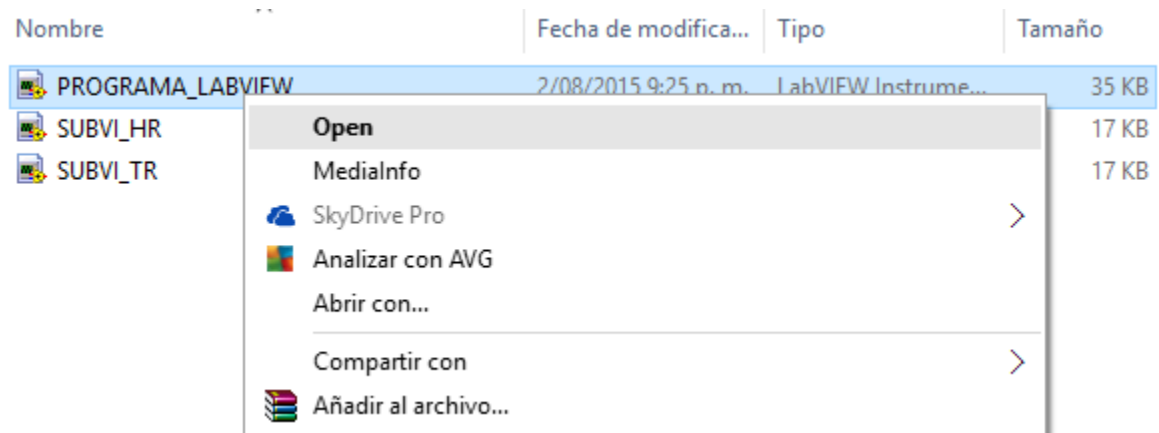 Nombre Fecha de modifica... Tipo Tamaño
PROGRAMA_LABVIEW 2/08/2015 9:25 p. m. LabVIEW Instrume... 35 KB
SUBVI_HR 17 KB
SUBVI_TR 17 KB
Open
MediaInfo
SkyDrive Pro
Analizar con AVG
Abrir con...
Compartir con
Añadir al archivo...